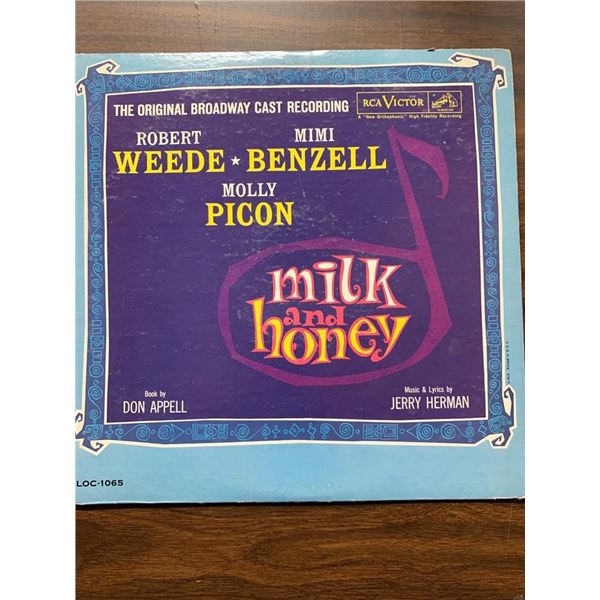 THE ORIGINAL BROADWAY CAST RECORDING
RCA VICTOR
A "New Orthophonic" High Fidelity Recording
ROBERT MIMI
WEEDE ★ BENZELL
MOLLY
PICON
milk
and
honey
Book by
DON APPELL
Music & Lyrics by
JERRY HERMAN
LOC-1065